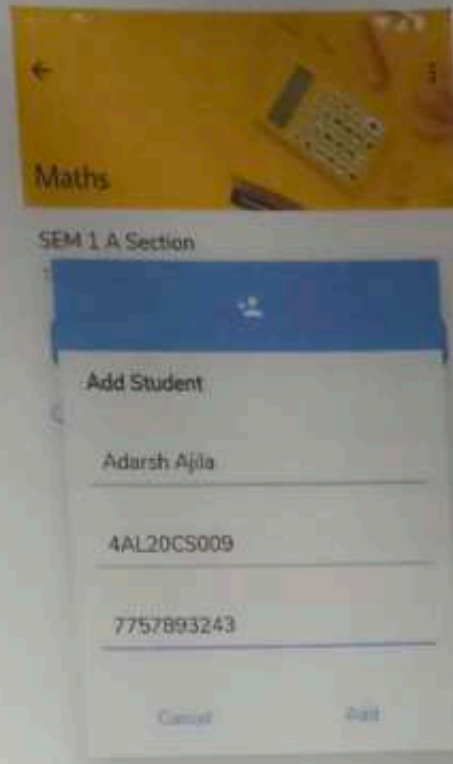 Maths
SEM 1 A Section
Add Student
Adarsh Ajila
4AL20CS009
7757893243
Cancel Add